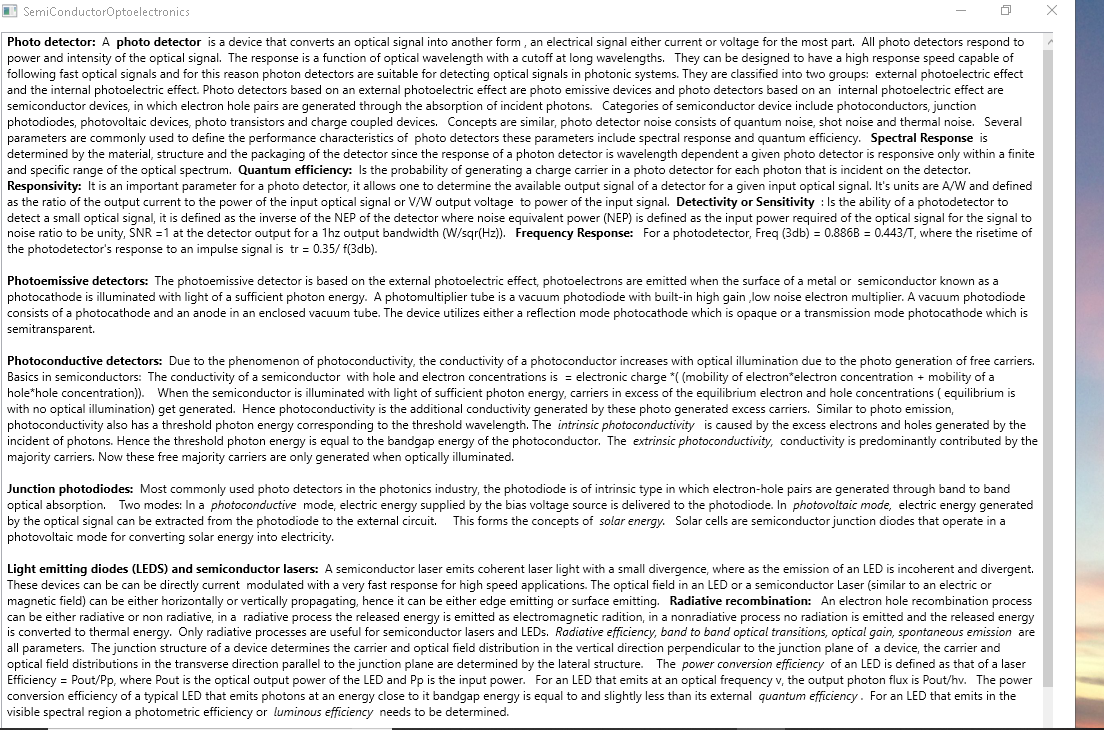 SemiConductorOptoelectronics
Photo detector: A photo detector is a device that converts an optical signal into another form , an electrical signal either current or voltage for the most part. All photo detectors respond to
power and intensity of the optical signal. The response is a function of optical wavelength with a cutoff at long wavelengths. They can be designed to have a high response speed capable of
following fast optical signals and for this reason photon detectors are suitable for detecting optical signals in photonic systems. They are classified into two groups: external photoelectric effect
and the internal photoelectric effect. Photo detectors based on an external photoelectric effect are photo emissive devices and photo detectors based on an internal photoelectric effect are
semiconductor devices, in which electron hole pairs are generated through the absorption of incident photons. Categories of semiconductor device include photoconductors, junction
photodiodes, photovoltaic devices, photo transistors and charge coupled devices. Concepts are similar, photo detector noise consists of quantum noise, shot noise and thermal noise. Several
parameters are commonly used to define the performance characteristics of photo detectors these parameters include spectral response and quantum efficiency. Spectral Response is
determined by the material, structure and the packaging of the detector since the response of a photon detector is wavelength dependent a given photo detector is responsive only within a finite
and specific range of the optical spectrum. Quantum efficiency: Is the probability of generating a charge carrier in a photo detector for each photon that is incident on the detector.
Responsivity: It is an important parameter for a photo detector, it allows one to determine the available output signal of a detector for a given input optical signal. It's units are A/W and defined
as the ratio of the output current to the power of the input optical signal or V/W output voltage to power of the input signal. Detectivity or Sensitivity : Is the ability of a photodetector to
detect a small optical signal, it is defined as the inverse of the NEP of the detector where noise equivalent power (NEP) is defined as the input power required of the optical signal for the signal to
noise ratio to be unity, SNR =1 at the detector output for a 1hz output bandwidth (W/sqr(Hz)). Frequency Response: For a photodetector, Freq (3db) = 0.886B = 0.443/T, where the risetime of
the photodetector's response to an impulse signal is tr = 0.35/ f(3db).
Photoemissive detectors: The photoemissive detector is based on the external photoelectric effect, photoelectrons are emitted when the surface of a metal or semiconductor known as a
photocathode is illuminated with light of a sufficient photon energy. A photomultiplier tube is a vacuum photodiode with built-in high gain ,low noise electron multiplier. A vacuum photodiode
consists of a photocathode and an anode in an enclosed vacuum tube. The device utilizes either a reflection mode photocathode which is opaque or a transmission mode photocathode which is
semitransparent.
Photoconductive detectors: Due to the phenomenon of photoconductivity, the conductivity of a photoconductor increases with optical illumination due to the photo generation of free carriers.
Basics in semiconductors: The conductivity of a semiconductor with hole and electron concentrations is = electronic charge *( (mobility of electron*electron concentration + mobility of a
hole*hole concentration)). When the semiconductor is illuminated with light of sufficient photon energy, carriers in excess of the equilibrium electron and hole concentrations ( equilibrium is
with no optical illumination) get generated. Hence photoconductivity is the additional conductivity generated by these photo generated excess carriers. Similar to photo emission,
photoconductivity also has a threshold photon energy corresponding to the threshold wavelength. The intrinsic photoconductivity is caused by the excess electrons and holes generated by the
incident of photons. Hence the threshold photon energy is equal to the bandgap energy of the photoconductor. The extrinsic photoconductivity, conductivity is predominantly contributed by the
majority carriers. Now these free majority carriers are only generated when optically illuminated.
Junction photodiodes: Most commonly used photo detectors in the photonics industry, the photodiode is of intrinsic type in which electron-hole pairs are generated through band to band
optical absorption. Two modes: In a photoconductive mode, electric energy supplied by the bias voltage source is delivered to the photodiode. In photovoltaic mode, electric energy generated
by the optical signal can be extracted from the photodiode to the external circuit. This forms the concepts of solar energy. Solar cells are semiconductor junction diodes that operate in a
photovoltaic mode for converting solar energy into electricity.
Light emitting diodes (LEDS) and semiconductor lasers: A semiconductor laser emits coherent laser light with a small divergence, where as the emission of an LED is incoherent and divergent.
These devices can be can be directly current modulated with a very fast response for high speed applications. The optical field in an LED or a semiconductor Laser (similar to an electric or
magnetic field) can be either horizontally or vertically propagating, hence it can be either edge emitting or surface emitting. Radiative recombination: An electron hole recombination process
can be either radiative or non radiative, in a radiative process the released energy is emitted as electromagnetic radition, in a nonradiative process no radiation is emitted and the released energy
is converted to thermal energy. Only radiative processes are useful for semiconductor lasers and LEDs. Radiative efficiency, band to band optical transitions, optical gain, spontaneous emission are
all parameters. The junction structure of a device determines the carrier and optical field distribution in the vertical direction perpendicular to the junction plane of a device, the carrier and
optical field distributions in the transverse direction parallel to the junction plane are determined by the lateral structure. The power conversion efficiency of an LED is defined as that of a laser
Efficiency = Pout/Pp, where Pout is the optical output power of the LED and Pp is the input power. For an LED that emits at an optical frequency v, the output photon flux is Pout/hv. The power
conversion efficiency of a typical LED that emits photons at an energy close to it bandgap energy is equal to and slightly less than its external quantum efficiency . For an LED that emits in the
visible spectral region a photometric efficiency or luminous efficiency needs to be determined.